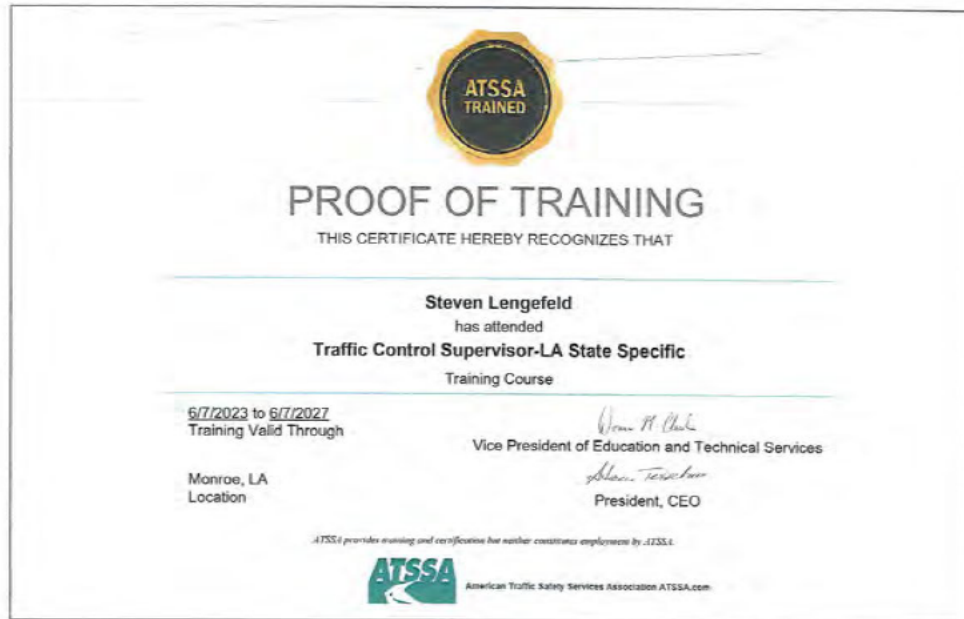 ATSSA
TRAINED
PROOF OF TRAINING
THIS CERTIFICATE HEREBY RECOGNIZES THAT
Steven Lengefeld
has attended
Traffic Control Supervisor-LA State Specific
Training Course
6/7/2023 to 6/7/2027
Training Valid Through
Vice President of Education and Technical Services
Monroe, LA
Location
President, CEO
ATSSA provides training and certification but neither constitutes employment by ATSSA.
ATSSA
American Traffic Safety Services Association ATSSA.com